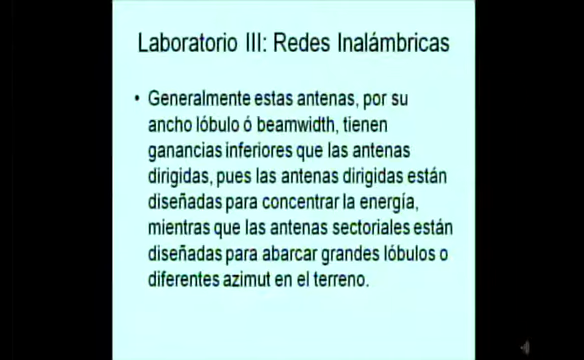 Laboratorio III: Redes Inalámbricas
• Generalmente estas antenas, por su
ancho lóbulo ó beamwidth, tienen
ganancias inferiores que las antenas
dirigidas, pues las antenas dirigidas están
diseñadas para concentrar la energía,
mientras que las antenas sectoriales están
diseñadas para abarcar grandes lóbulos o
diferentes azimut en el terreno.